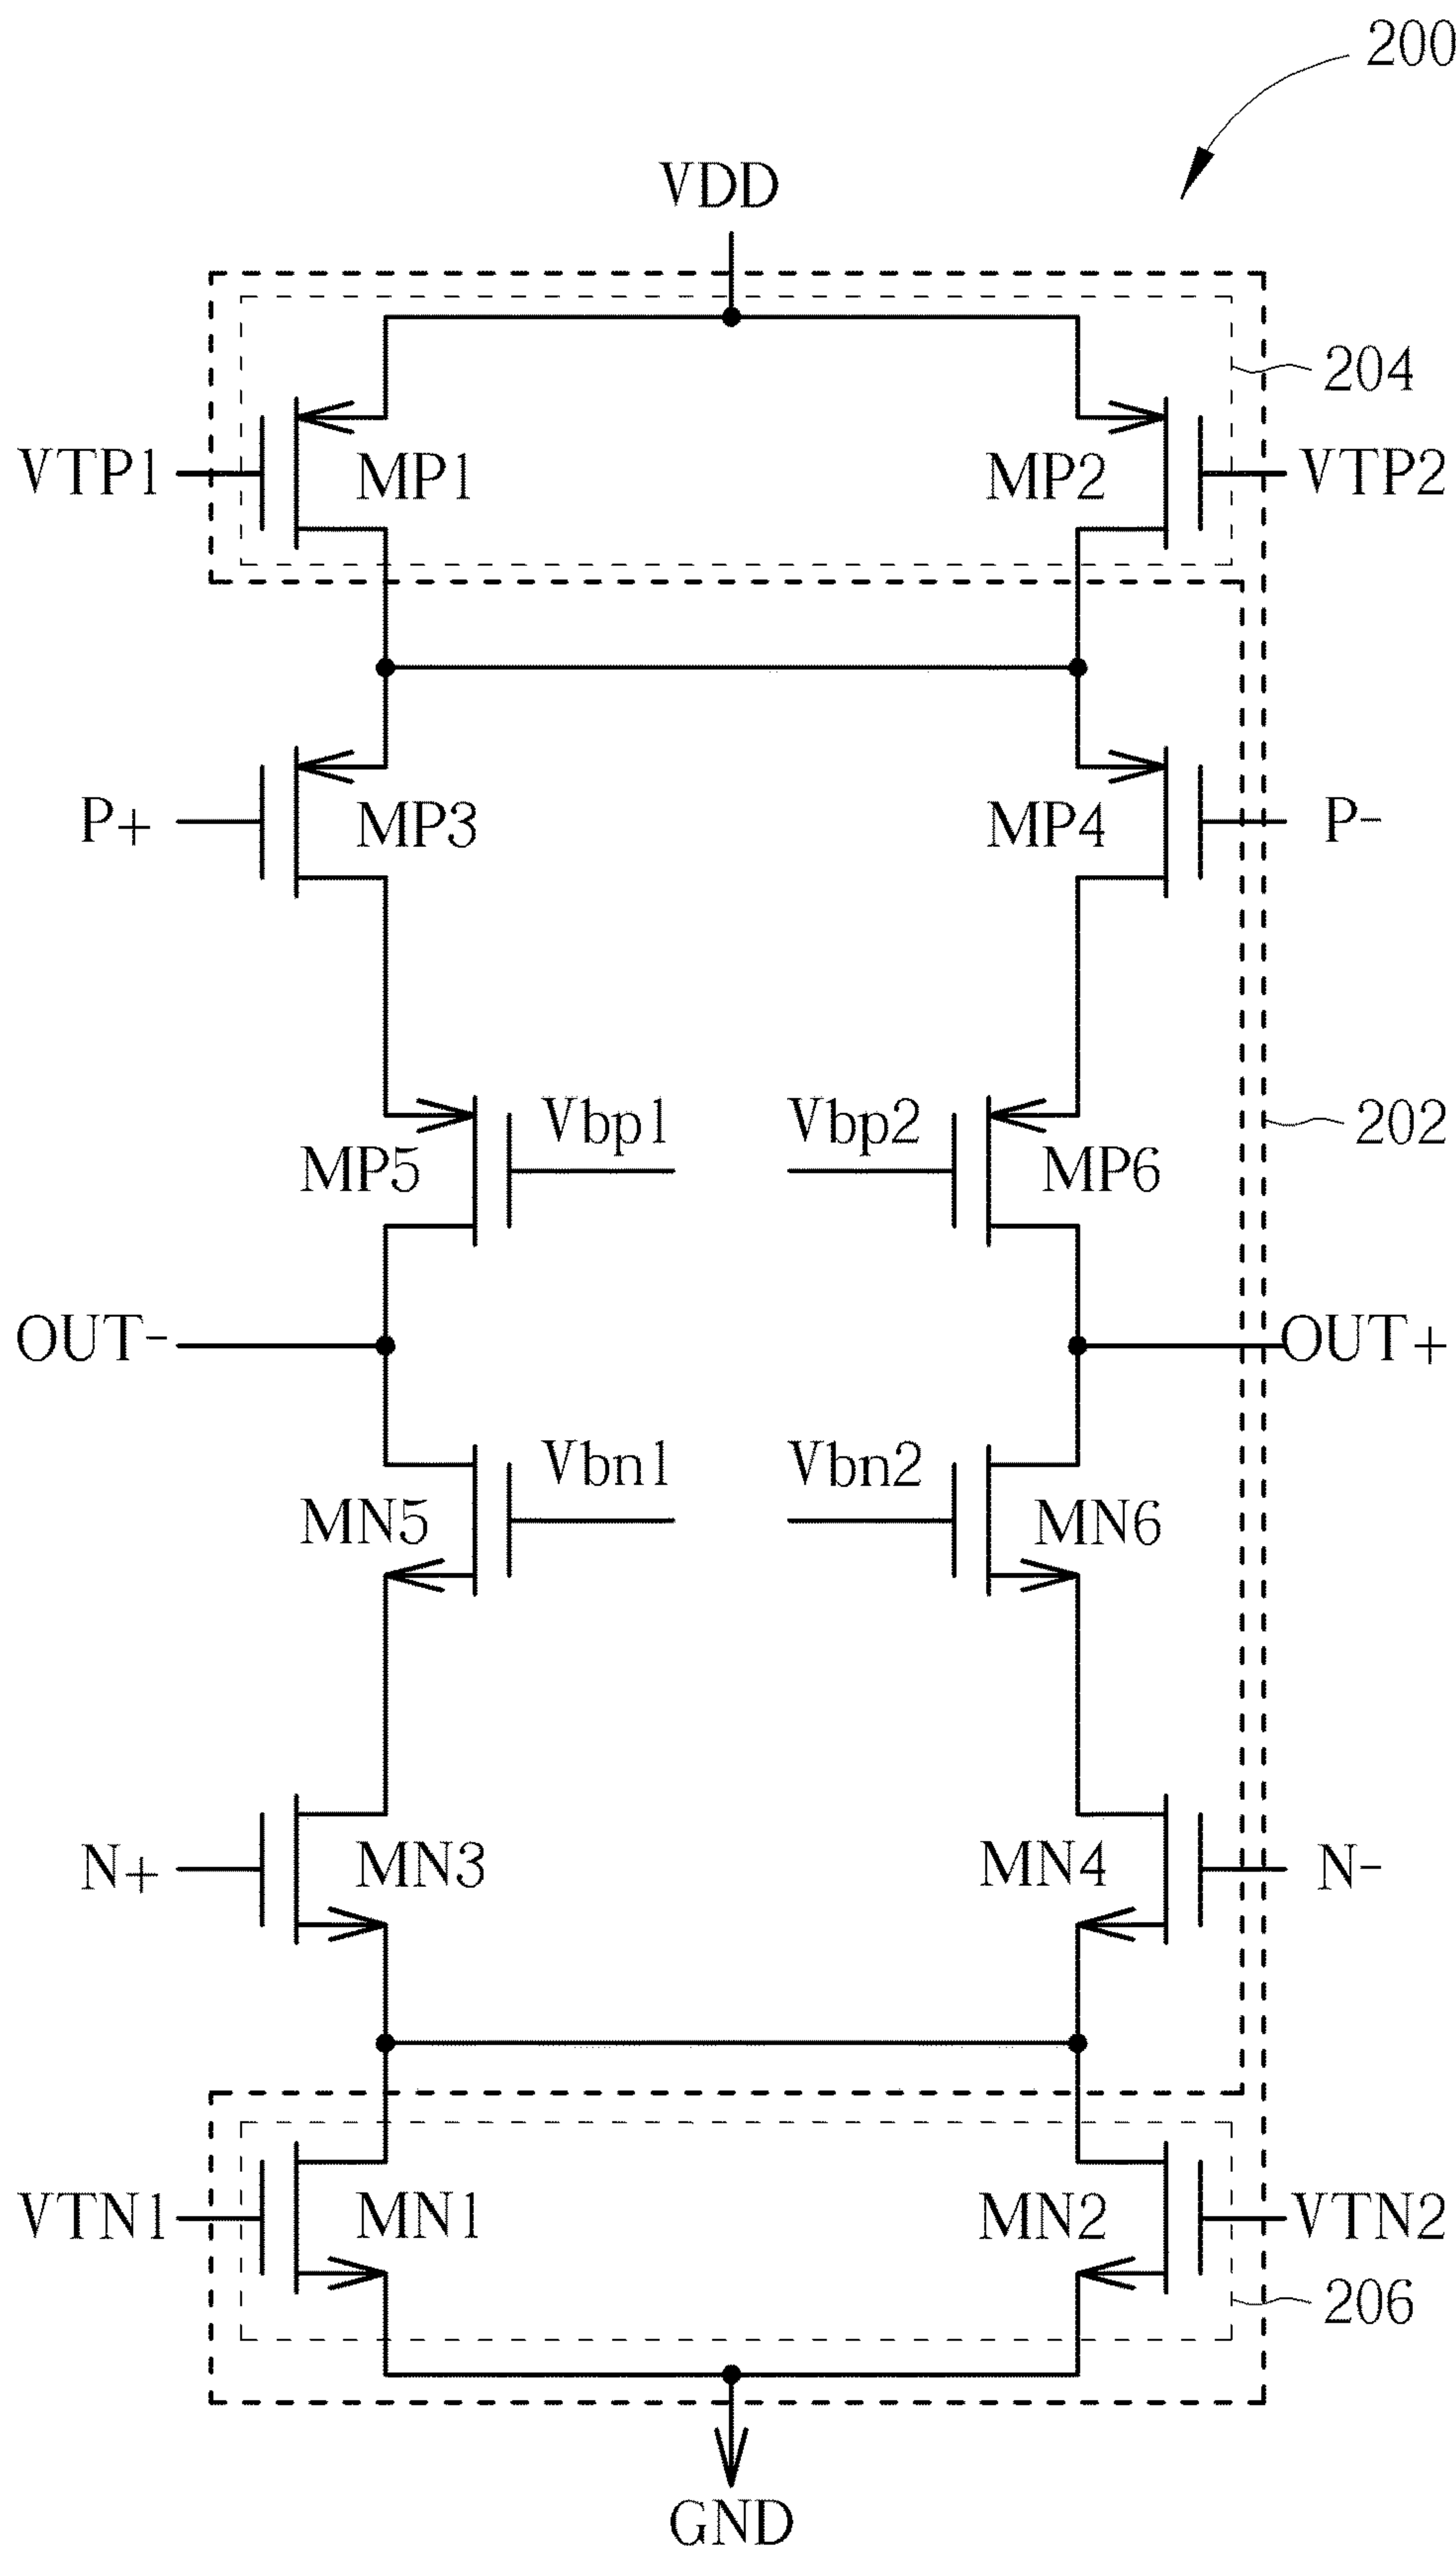 200
VDD
204
VTP1 MP1 MP2 VTP2
P+ MP3 MP4 P-
Vbp1 Vbp2
202
MP5 MP6
OUT- OUT+
Vbn1 Vbn2
MN5 MN6
N+ MN3 MN4 N-
VTN1 MN1 MN2 VTN2
206
GND